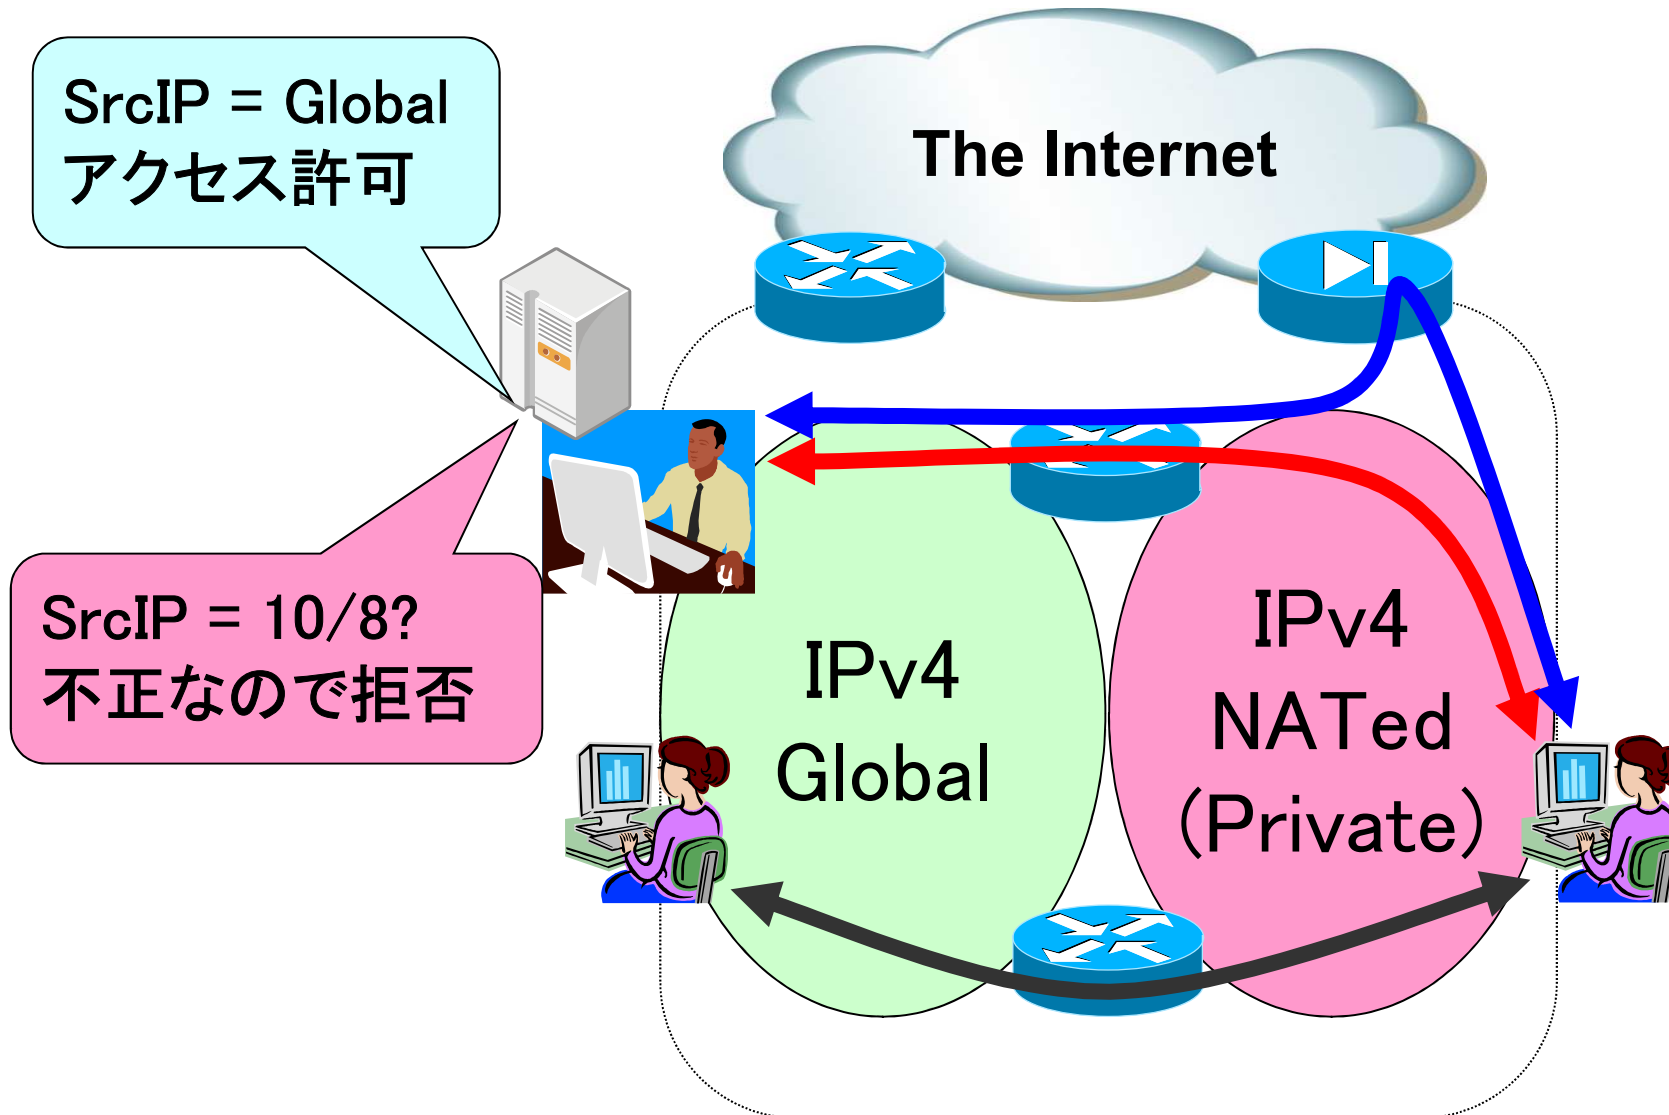 SrcIP = Global
アクセス許可
The Internet
SrcIP = 10/8?
不正なので拒否
IPv4
Global
IPv4
NATed
(Private)